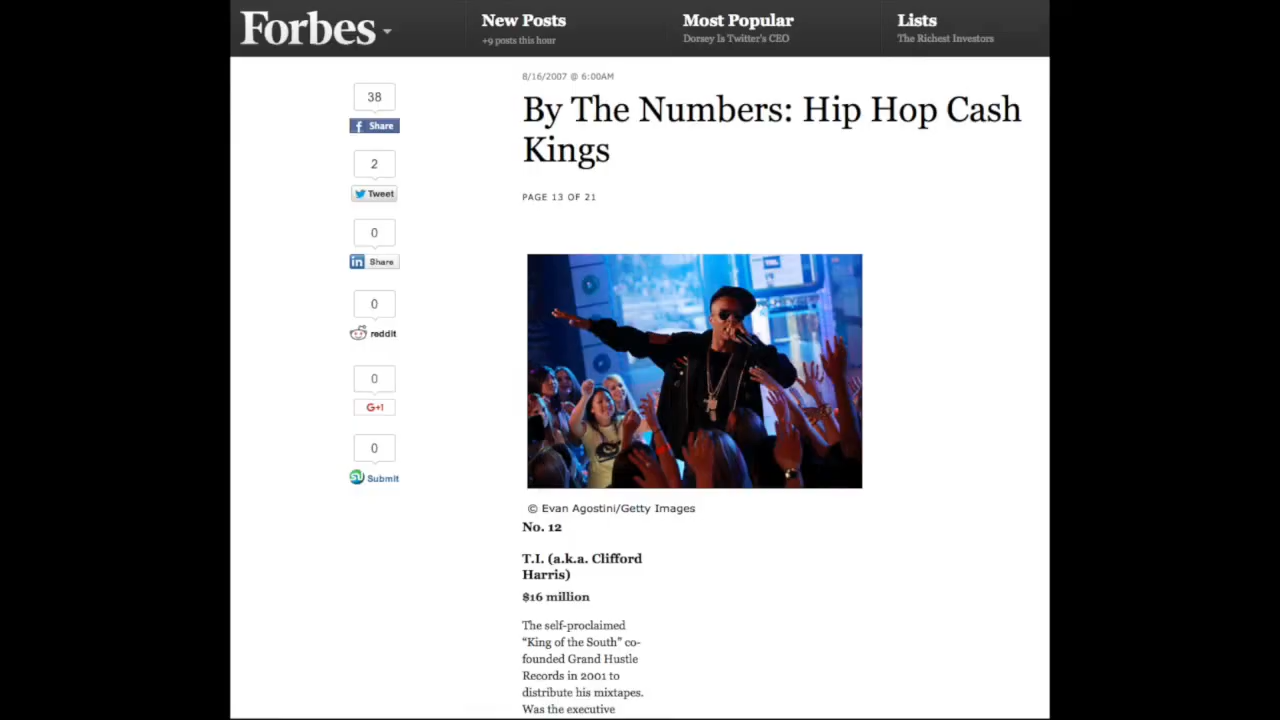 Forbes
New Posts
+9 posts this hour
Most Popular
Dorsey Is Twitter's CEO
Lists
The Richest Investors
38
f Share
2
Tweet
0
in Share
0
reddit
0
G+1
0
Submit
8/16/2007 @ 6:00AM
By The Numbers: Hip Hop Cash
Kings
PAGE 13 OF 21
© Evan Agostini/Getty Images
No. 12
T.I. (a.k.a. Clifford
Harris)
$16 million
The self-proclaimed
“King of the South” co-
founded Grand Hustle
Records in 2001 to
distribute his mixtapes.
Was the executive